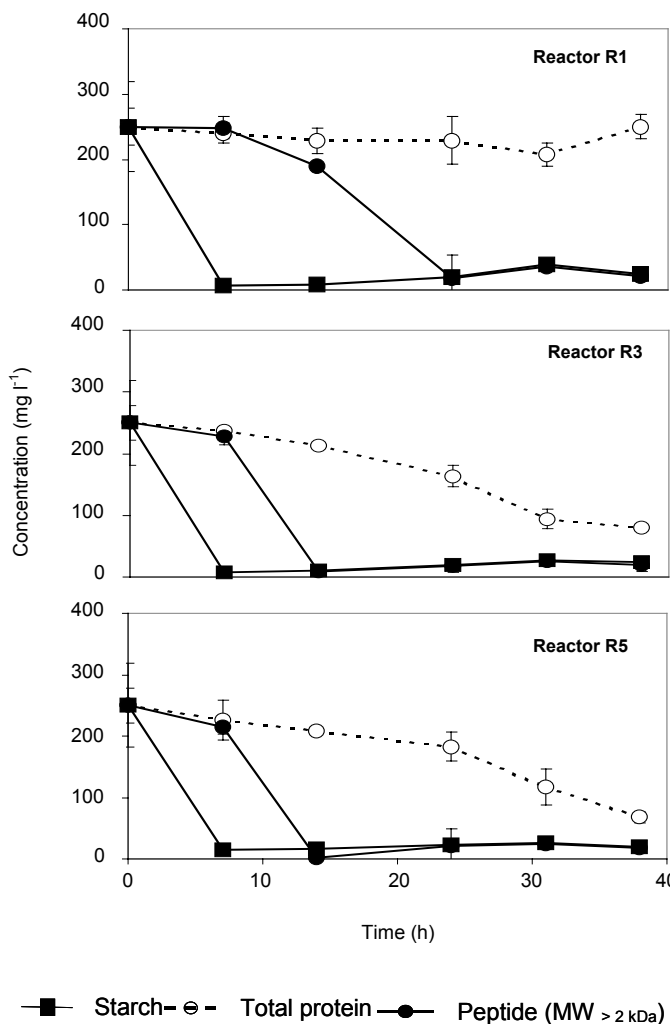 400
300
200
100
0
Reactor R1
400
300
200
100
0
Reactor R3
Concentration (mg l-1)
400
300
200
100
0
Reactor R5
0 10 20 30 40
Time (h)
Starch Total protein Peptide (MW > 2 kDa)